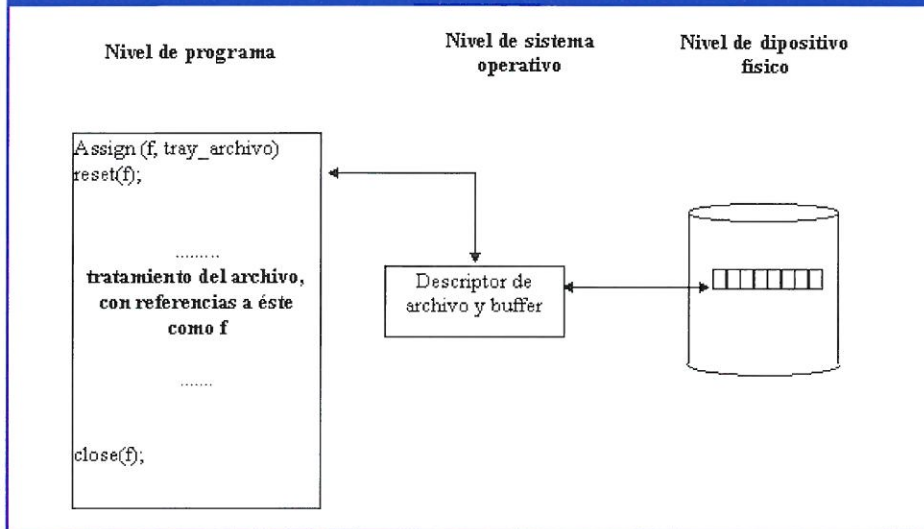 Nivel de programa
Nivel de sistema
operativo
Nivel de dipositivo
físico
Assign (f, tray_archivo)
reset(f);
.........
tratamiento del archivo,
con referencias a éste
como f
.......
close(f);
Descriptor de
archivo y buffer